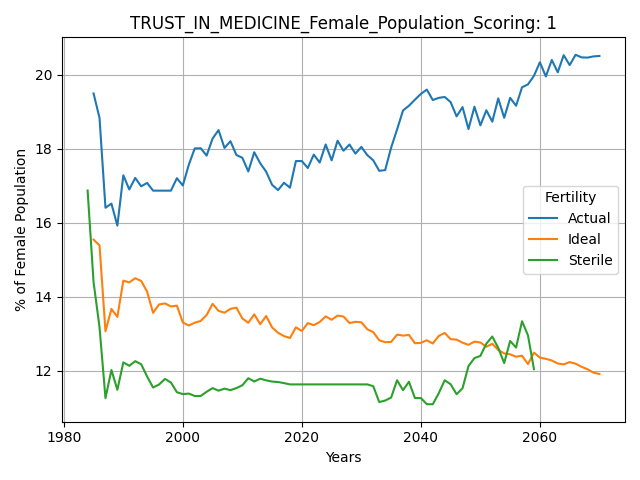 TRUST_IN_MEDICINE_Female_Population_Scoring: 1
% of Female Population
20
18
16
14
12
Fertility
Actual
Ideal
Sterile
1980 2000 2020 2040 2060
Years